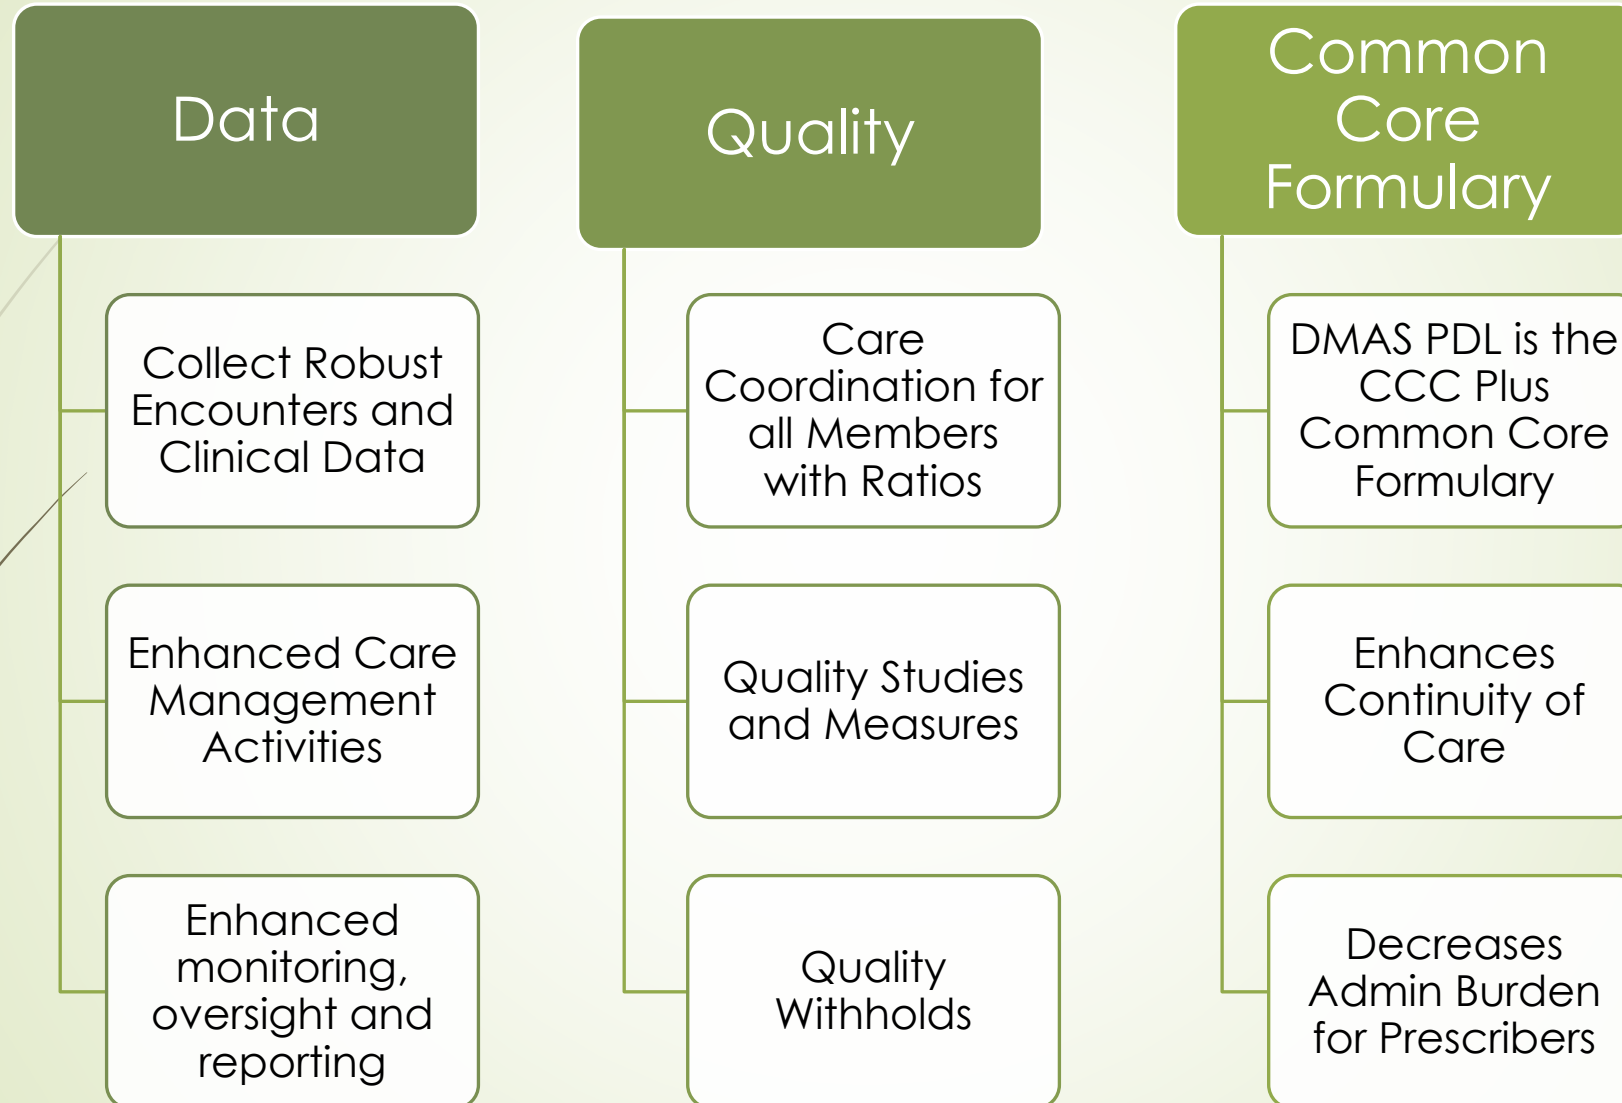 Data
Collect Robust
Encounters and
Clinical Data
Enhanced Care
Management
Activities
Enhanced
monitoring,
oversight and
reporting
Quality
Care
Coordination for
all Members
with Ratios
Quality Studies
and Measures
Quality
Withholds
Common
Core
Formulary
DMAS PDL is the
CCC Plus
Common Core
Formulary
Enhances
Continuity of
Care
Decreases
Admin Burden
for Prescribers